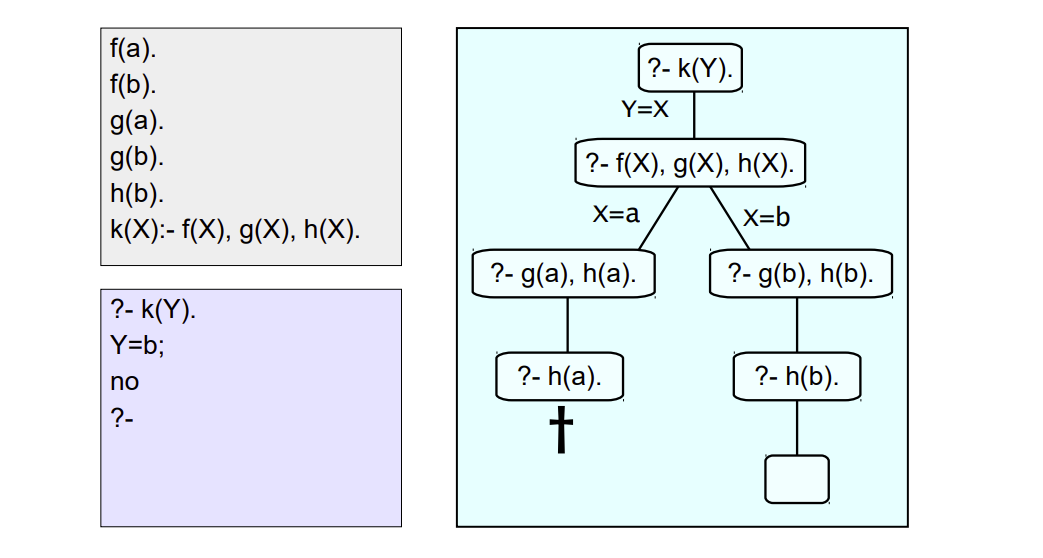 f(a).
f(b).
g(a).
g(b).
h(b).
k(X):- f(X), g(X), h(X).
?- k(Y).
Y=b;
no
?-
?- k(Y).
Y=X
?- f(X), g(X), h(X).
X=a
X=b
?- g(a), h(a).
?- g(b), h(b).
?- h(a).
?- h(b).
†